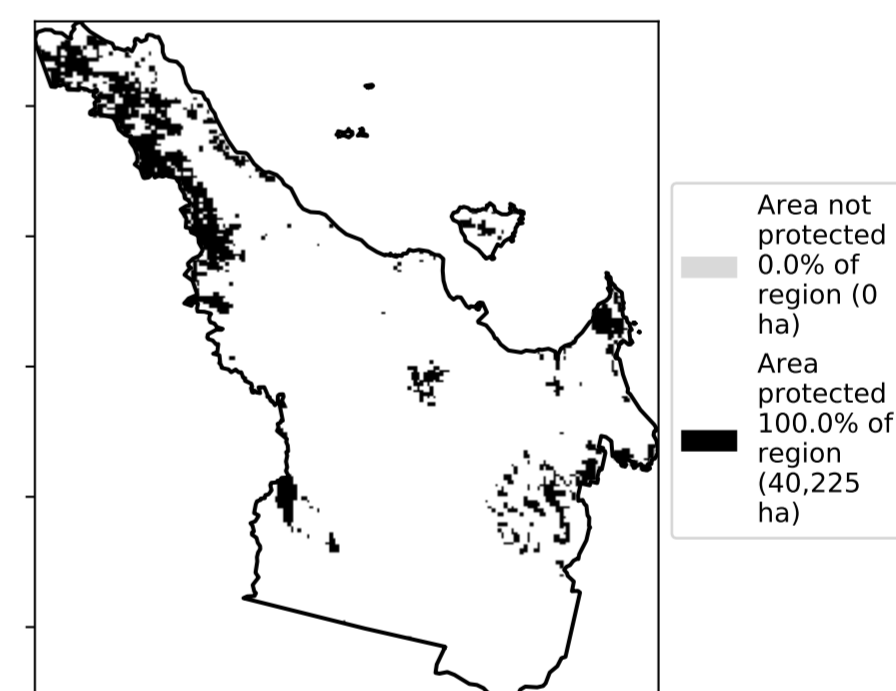 Area not
protected
0.0% of
region (0
ha)
Area
protected
100.0% of
region
(40,225
ha)